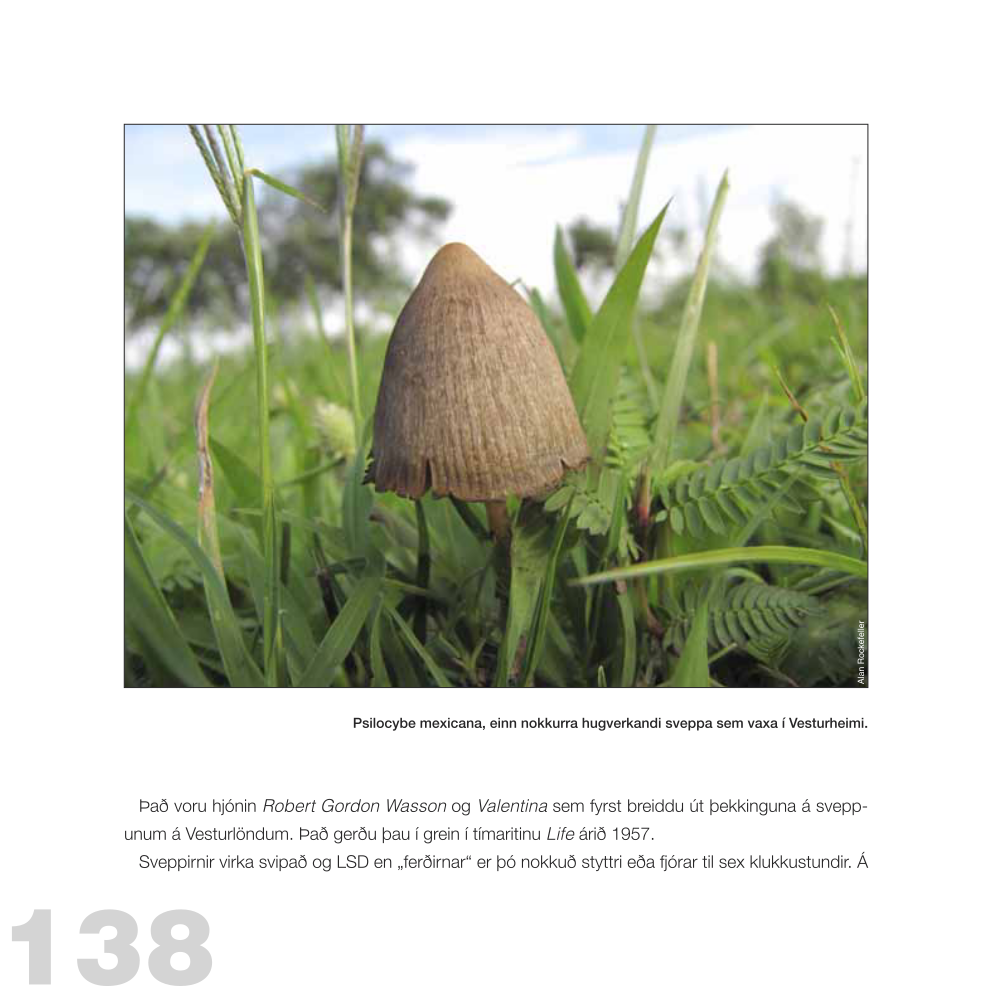 Alan Rockefeller
Psilocybe mexicana, einn nokkurra hugverkandi sveppa sem vaxa í Vesturheimi.
Það voru hjónin Robert Gordon Wasson og Valentina sem fyrst breiddu út þekkinguna á svepp-
unum á Vesturlöndum. Það gerðu þau í grein í tímaritinu Life árið 1957.
Sveppirnir virka svipað og LSD en „ferðirnar“ er þó nokkuð styttri eða fjórar til sex klukkustundir. Á
138